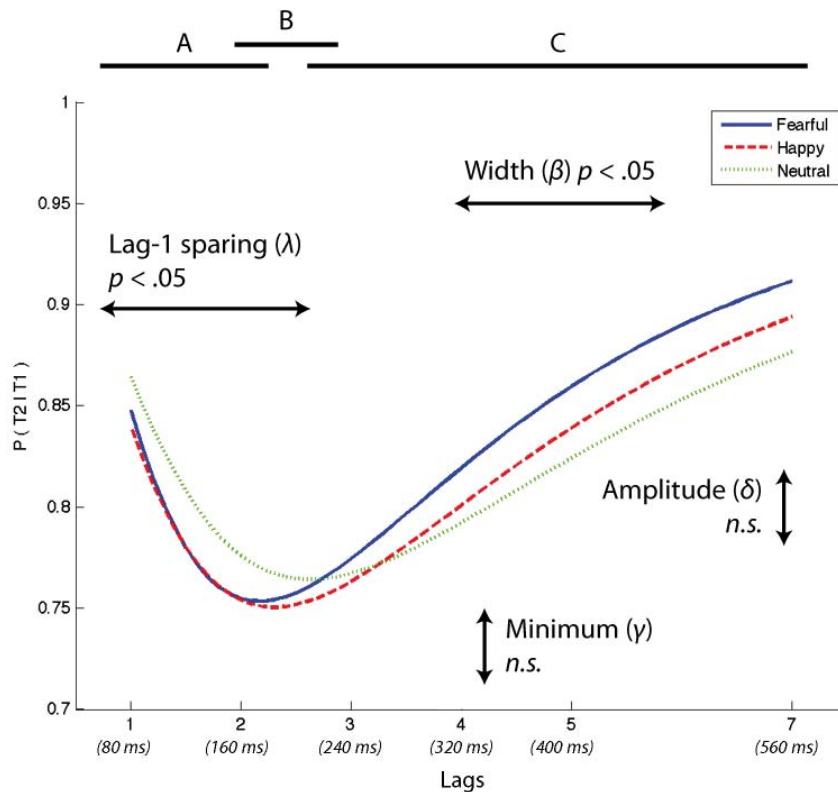 A
B
C
1
Fearful
Happy
Neutral
0.95
Width (β) p < .05
Lag-1 sparing (λ)
p < .05
0.9
0.85
P ( T2 I T1 )
0.8
Amplitude (δ)
n.s.
0.75
Minimum (γ)
n.s.
0.7
1 2 3 4 5 7
(80 ms) (160 ms) (240 ms) (320 ms) (400 ms) (560 ms)
Lags